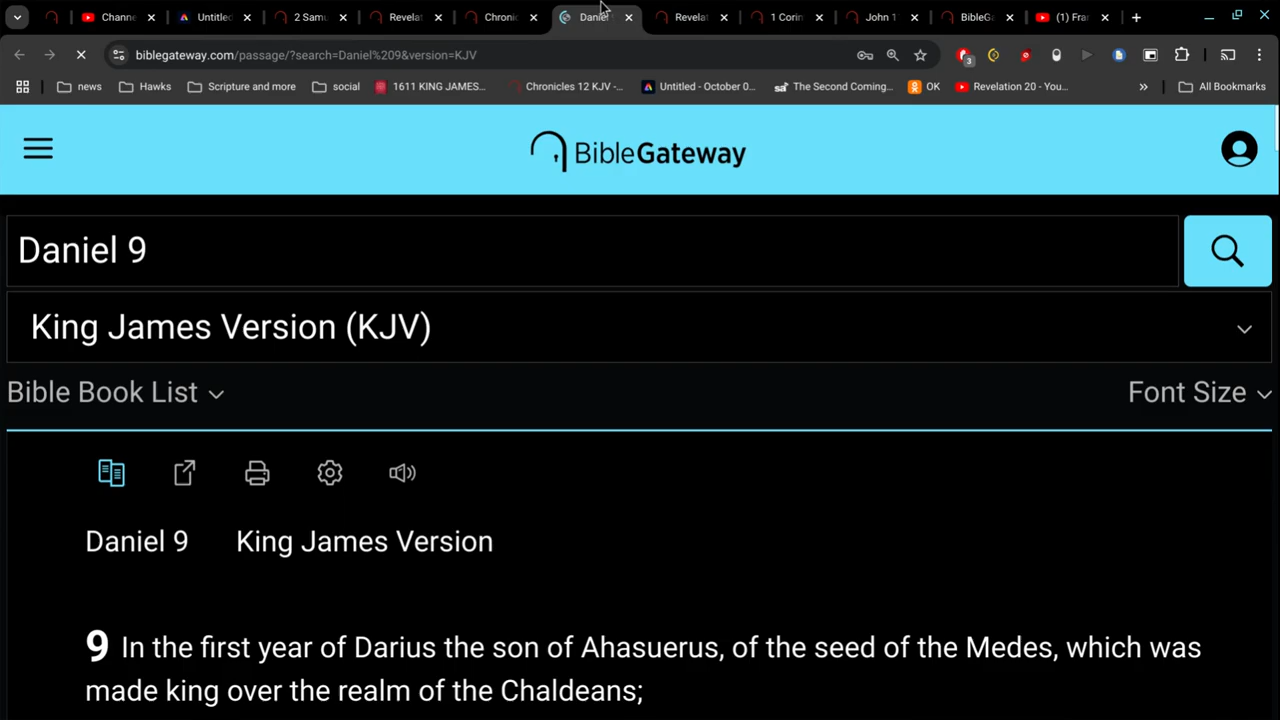 Channe
Untitled
2 Samu
Revelat
Chronic
Daniel
Revelat
1 Corin
John 1
BibleGa
(1) Fran
biblegateway.com/passage/?search=Daniel%209&version=KJV
3
news
Hawks
Scripture and more
social
1611 KING JAMES...
Chronicles 12 KJV -...
Untitled - October 0...
The Second Coming...
OK
Revelation 20 - You...
»
All Bookmarks
BibleGateway
Daniel 9
King James Version (KJV)
Bible Book List
Font Size
Daniel 9 King James Version
9 In the first year of Darius the son of Ahasuerus, of the seed of the Medes, which was
made king over the realm of the Chaldeans;